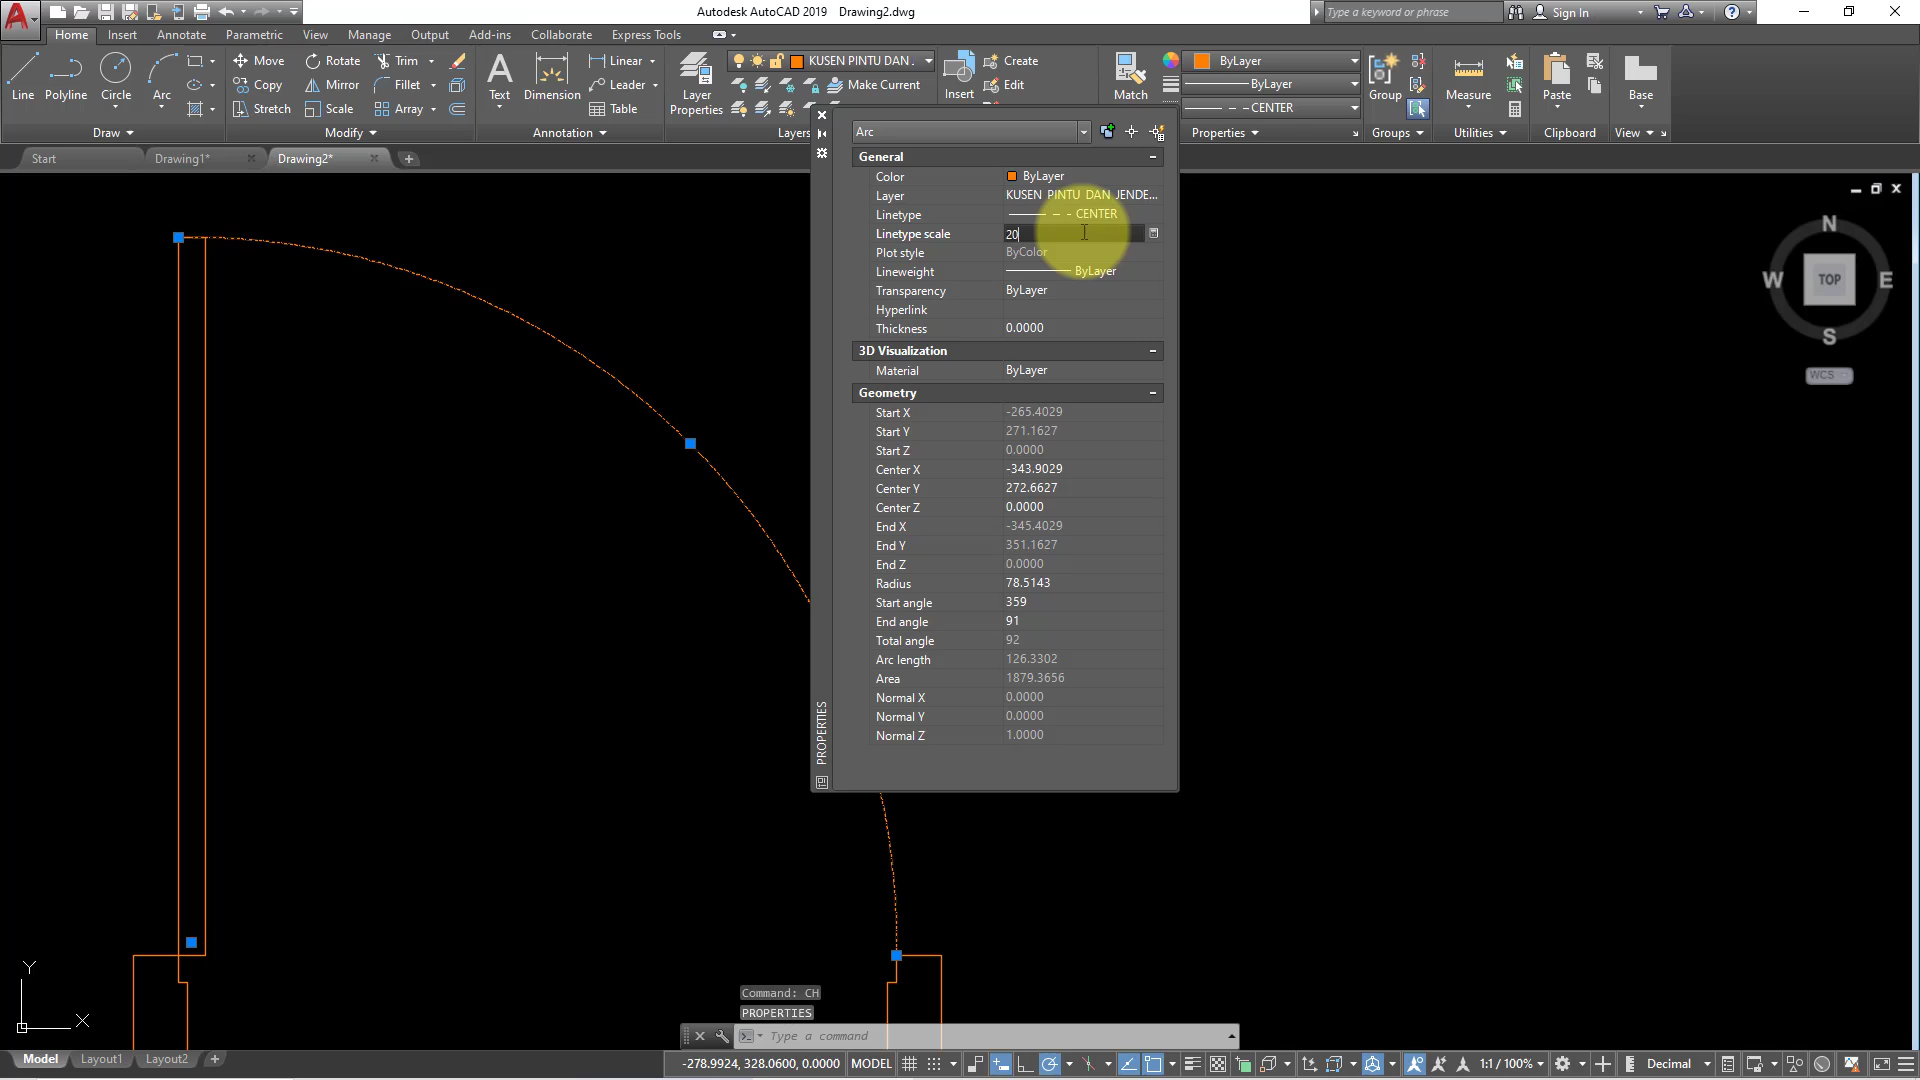 Autodesk AutoCAD 2019 Drawing2.dwg
Type a keyword or phrase
Sign In
Home Insert Annotate Parametric View Manage Output Add-ins Collaborate Express Tools
Line Polyline Circle Arc
Move Rotate Trim
Copy Mirror
Stretch Scale Array
Text Dimension
Linear
Leader
Table
Layer Properties
KUSEN PINTU DAN .
Make Current
Insert
Create
Edit
Match
ByLayer
ByLayer
CENTER
Group Measure Paste Base
Draw Modify Annotation Layers Properties Groups Utilities Clipboard View
Start Drawing1* Drawing2*
Arc
General
Color ByLayer
Layer KUSEN PINTU DAN JENDE...
Linetype CENTER
Linetype scale 20
Plot style ByColor
Lineweight ByLayer
Transparency ByLayer
Hyperlink
Thickness 0.0000
3D Visualization
Material ByLayer
Geometry
Start X -265.4029
Start Y 271.1627
Start Z 0.0000
Center X -343.9029
Center Y 272.6627
Center Z 0.0000
End X -345.4029
End Y 351.1627
End Z 0.0000
Radius 78.5143
Start angle 359
End angle 91
Total angle 92
Arc length 126.3302
Area 1879.3656
Normal X 0.0000
Normal Y 0.0000
Normal Z 1.0000
PROPERTIES
N
W TOP E
S
WCS
Y
X
Command: CH
PROPERTIES
Type a command
Model Layout1 Layout2
-278.9924, 328.0600, 0.0000 MODEL 1:1 / 100% Decimal